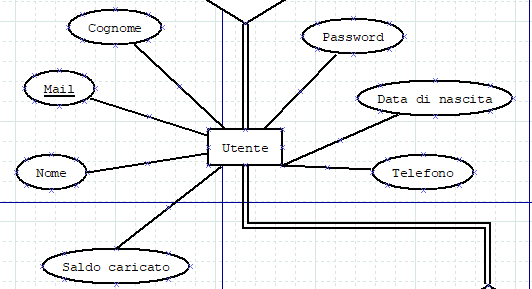 Cognome
Password
Mail
Data di nascita
Utente
Nome
Telefono
Saldo caricato